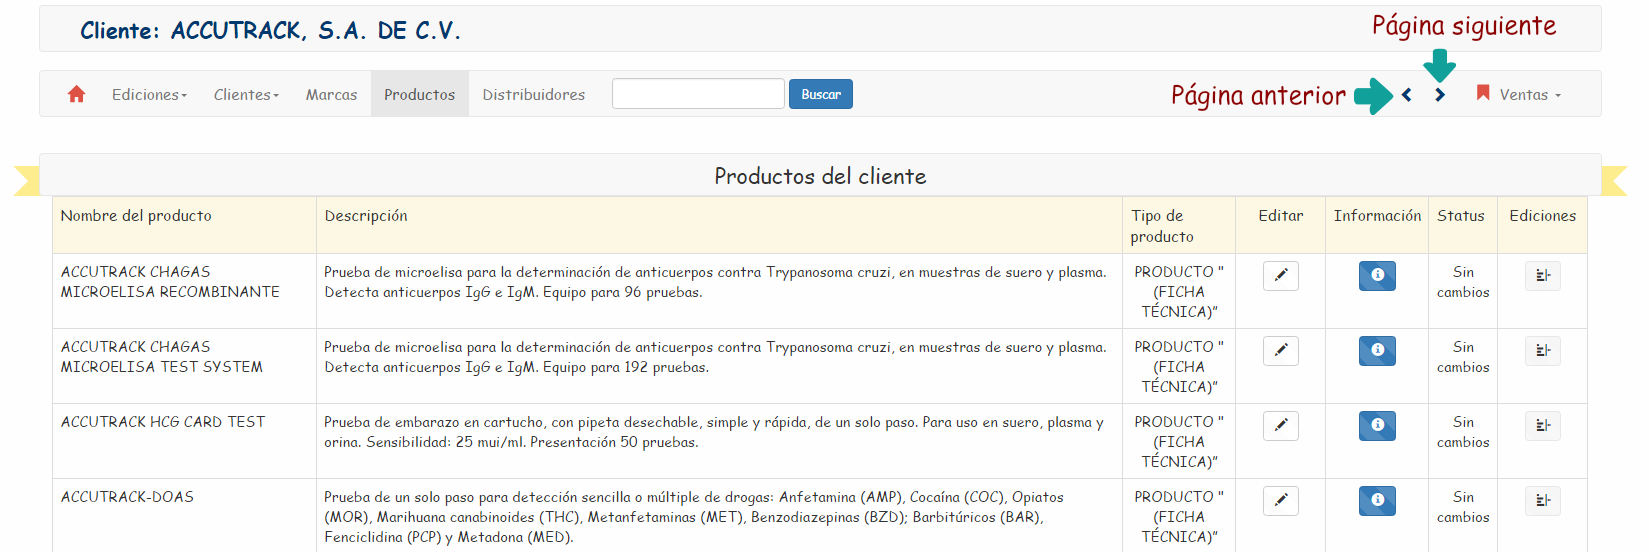 Cliente: ACCUTRACK, S.A. DE C.V.
Página siguiente
Ediciones
Clientes
Marcas
Productos
Distribuidores
Buscar
Página anterior
Ventas
Productos del cliente
Nombre del producto
Descripción
Tipo de
producto
Editar
Información
Status
Ediciones
ACCUTRACK CHAGAS
MICROELISA RECOMBINANTE
Prueba de microelisa para la determinación de anticuerpos contra Trypanosoma cruzi, en muestras de suero y plasma.
Detecta anticuerpos IgG e IgM. Equipo para 96 pruebas.
PRODUCTO "
(FICHA
TÉCNICA)"
Sin
cambios
ACCUTRACK CHAGAS
MICROELISA TEST SYSTEM
Prueba de microelisa para la determinación de anticuerpos contra Trypanosoma cruzi, en muestras de suero y plasma.
Detecta anticuerpos IgG e IgM. Equipo para 192 pruebas.
PRODUCTO "
(FICHA
TÉCNICA)"
Sin
cambios
ACCUTRACK HCG CARD TEST
Prueba de embarazo en cartucho, con pipeta desechable, simple y rápida, de un solo paso. Para uso en suero, plasma y
orina. Sensibilidad: 25 mui/ml. Presentación 50 pruebas.
PRODUCTO "
(FICHA
TÉCNICA)"
Sin
cambios
ACCUTRACK-DOAS
Prueba de un solo paso para detección sencilla o múltiple de drogas: Anfetamina (AMP), Cocaína (COC), Opiatos
(MOR), Marihuana canabinoides (THC), Metanfetaminas (MET), Benzodiazepinas (BZD); Barbitúricos (BAR),
Fenciclidina (PCP) y Metadona (MED).
PRODUCTO "
(FICHA
TÉCNICA)"
Sin
cambios